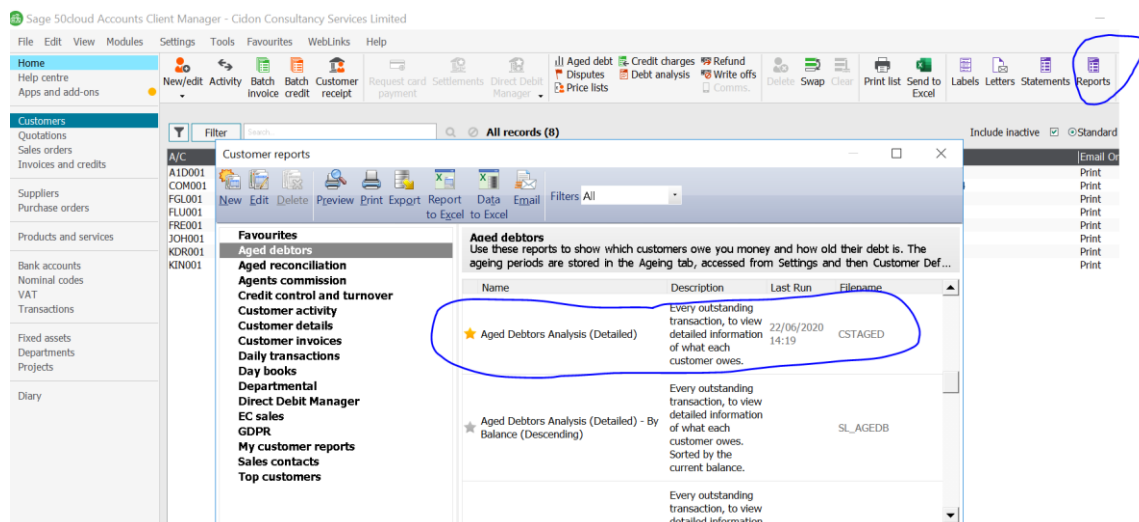 Sage 50cloud Accounts Client Manager - Cidon Consultancy Services Limited
File Edit View Modules Settings Tools Favourites WebLinks Help
Home
Help centre
Apps and add-ons
Customers
Quotations
Sales orders
Invoices and credits
Suppliers
Purchase orders
Products and services
Bank accounts
Nominal codes
VAT
Transactions
Fixed assets
Departments
Projects
Diary
New/edit Activity Batch invoice Batch credit Customer receipt Request card payment Settlements Direct Debit Manager
Aged debt Credit charges Refund
Disputes Debt analysis Write offs
Price lists Comms.
Delete Swap Clear Print list Send to Excel Labels Letters Statements Reports
Filter Search... All records (8) Include inactive Standard
A/C Email Or
A1D001 Print
COM001 Print
FGL001 Print
FLU001 Print
FRE001 Print
JOH001 Print
KDR001 Print
KIN001 Print
Customer reports
New Edit Delete Preview Print Export Report to Excel Data to Excel Email Filters All
Favourites
Aged debtors
Aged reconciliation
Agents commission
Credit control and turnover
Customer activity
Customer details
Customer invoices
Daily transactions
Day books
Departmental
Direct Debit Manager
EC sales
GDPR
My customer reports
Sales contacts
Top customers
Aged debtors
Use these reports to show which customers owe you money and how old their debt is. The
ageing periods are stored in the Ageing tab, accessed from Settings and then Customer Def...
Name Description Last Run Filename
Aged Debtors Analysis (Detailed)
Every outstanding
transaction, to view
detailed information
of what each
customer owes.
22/06/2020
14:19
CSTAGED
Aged Debtors Analysis (Detailed) - By
Balance (Descending)
Every outstanding
transaction, to view
detailed information
of what each
customer owes.
Sorted by the
current balance.
SL_AGEDB
Every outstanding
transaction, to view
detailed information